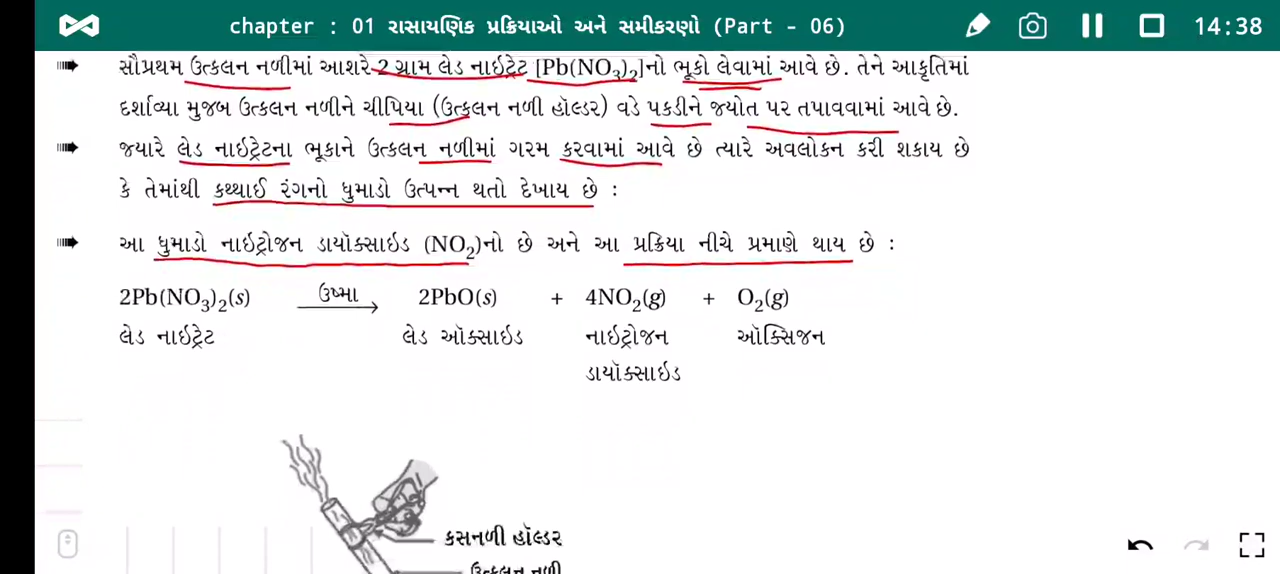 chapter : 01 રાસાયણિક પ્રક્રિયાઓ અને સમીકરણો (Part - 06)
14:38
સૌપ્રથમ ઉત્કલન નળીમાં આશરે 2 ગ્રામ લેડ નાઇટ્રેટ [Pb(NO₃)₂]નો ભૂકો લેવામાં આવે છે. તેને આકૃતિમાં
દર્શાવ્યા મુજબ ઉત્કલન નળીને ચીપિયા (ઉત્કલન નળી હૉલ્ડર) વડે પકડીને જ્યોત પર તપાવવામાં આવે છે.
જ્યારે લેડ નાઇટ્રેટના ભૂકાને ઉત્કલન નળીમાં ગરમ કરવામાં આવે છે ત્યારે અવલોકન કરી શકાય છે
કે તેમાંથી કથ્થાઈ રંગનો ધુમાડો ઉત્પન્ન થતો દેખાય છે :
આ ધુમાડો નાઇટ્રોજન ડાયૉક્સાઇડ (NO₂)નો છે અને આ પ્રક્રિયા નીચે પ્રમાણે થાય છે :
2Pb(NO₃)₂(s) ઉષ્મા 2PbO(s) + 4NO₂(g) + O₂(g)
લેડ નાઇટ્રેટ લેડ ઑક્સાઇડ નાઇટ્રોજન ઑક્સિજન
ડાયૉક્સાઇડ
કસનળી હૉલ્ડર
ઉત્કલન નળી